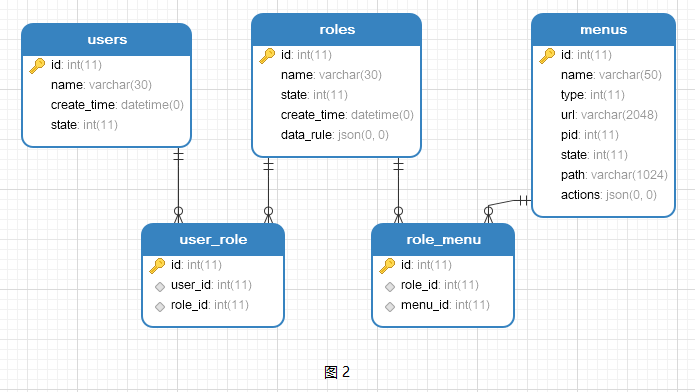 users
id: int(11)
name: varchar(30)
create_time: datetime(0)
state: int(11)
roles
id: int(11)
name: varchar(30)
state: int(11)
create_time: datetime(0)
data_rule: json(0, 0)
menus
id: int(11)
name: varchar(50)
type: int(11)
url: varchar(2048)
pid: int(11)
state: int(11)
path: varchar(1024)
actions: json(0, 0)
user_role
id: int(11)
user_id: int(11)
role_id: int(11)
role_menu
id: int(11)
role_id: int(11)
menu_id: int(11)
图 2